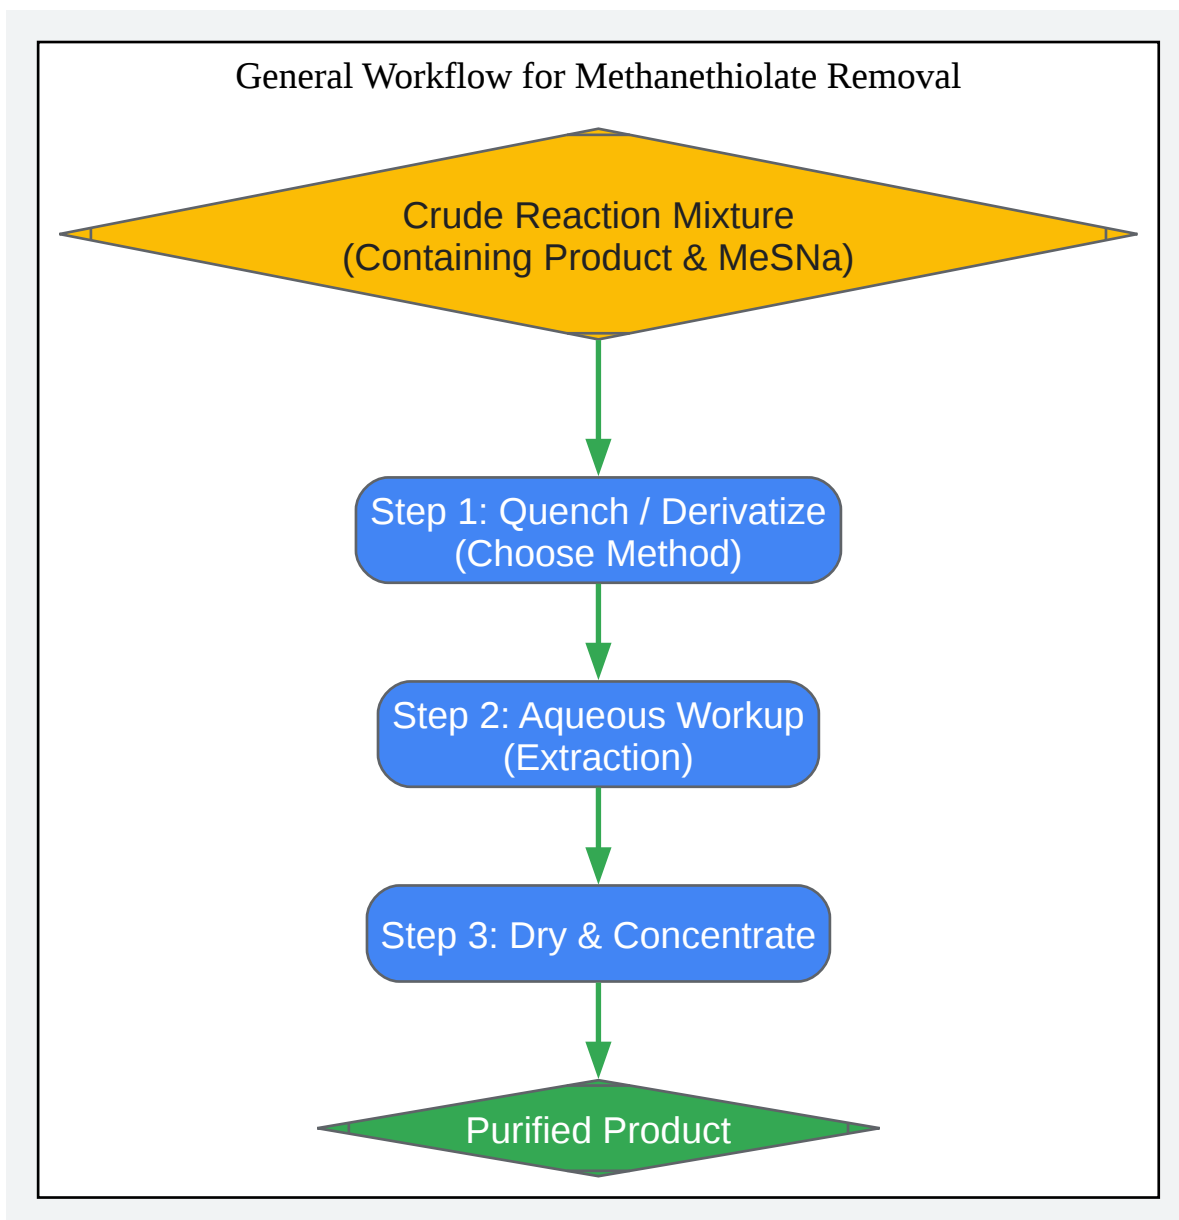 General Workflow for Methanethiolate Removal
Crude Reaction Mixture
(Containing Product & MeSNa)
Step 1: Quench / Derivatize
(Choose Method)
Step 2: Aqueous Workup
(Extraction)
Step 3: Dry & Concentrate
Purified Product